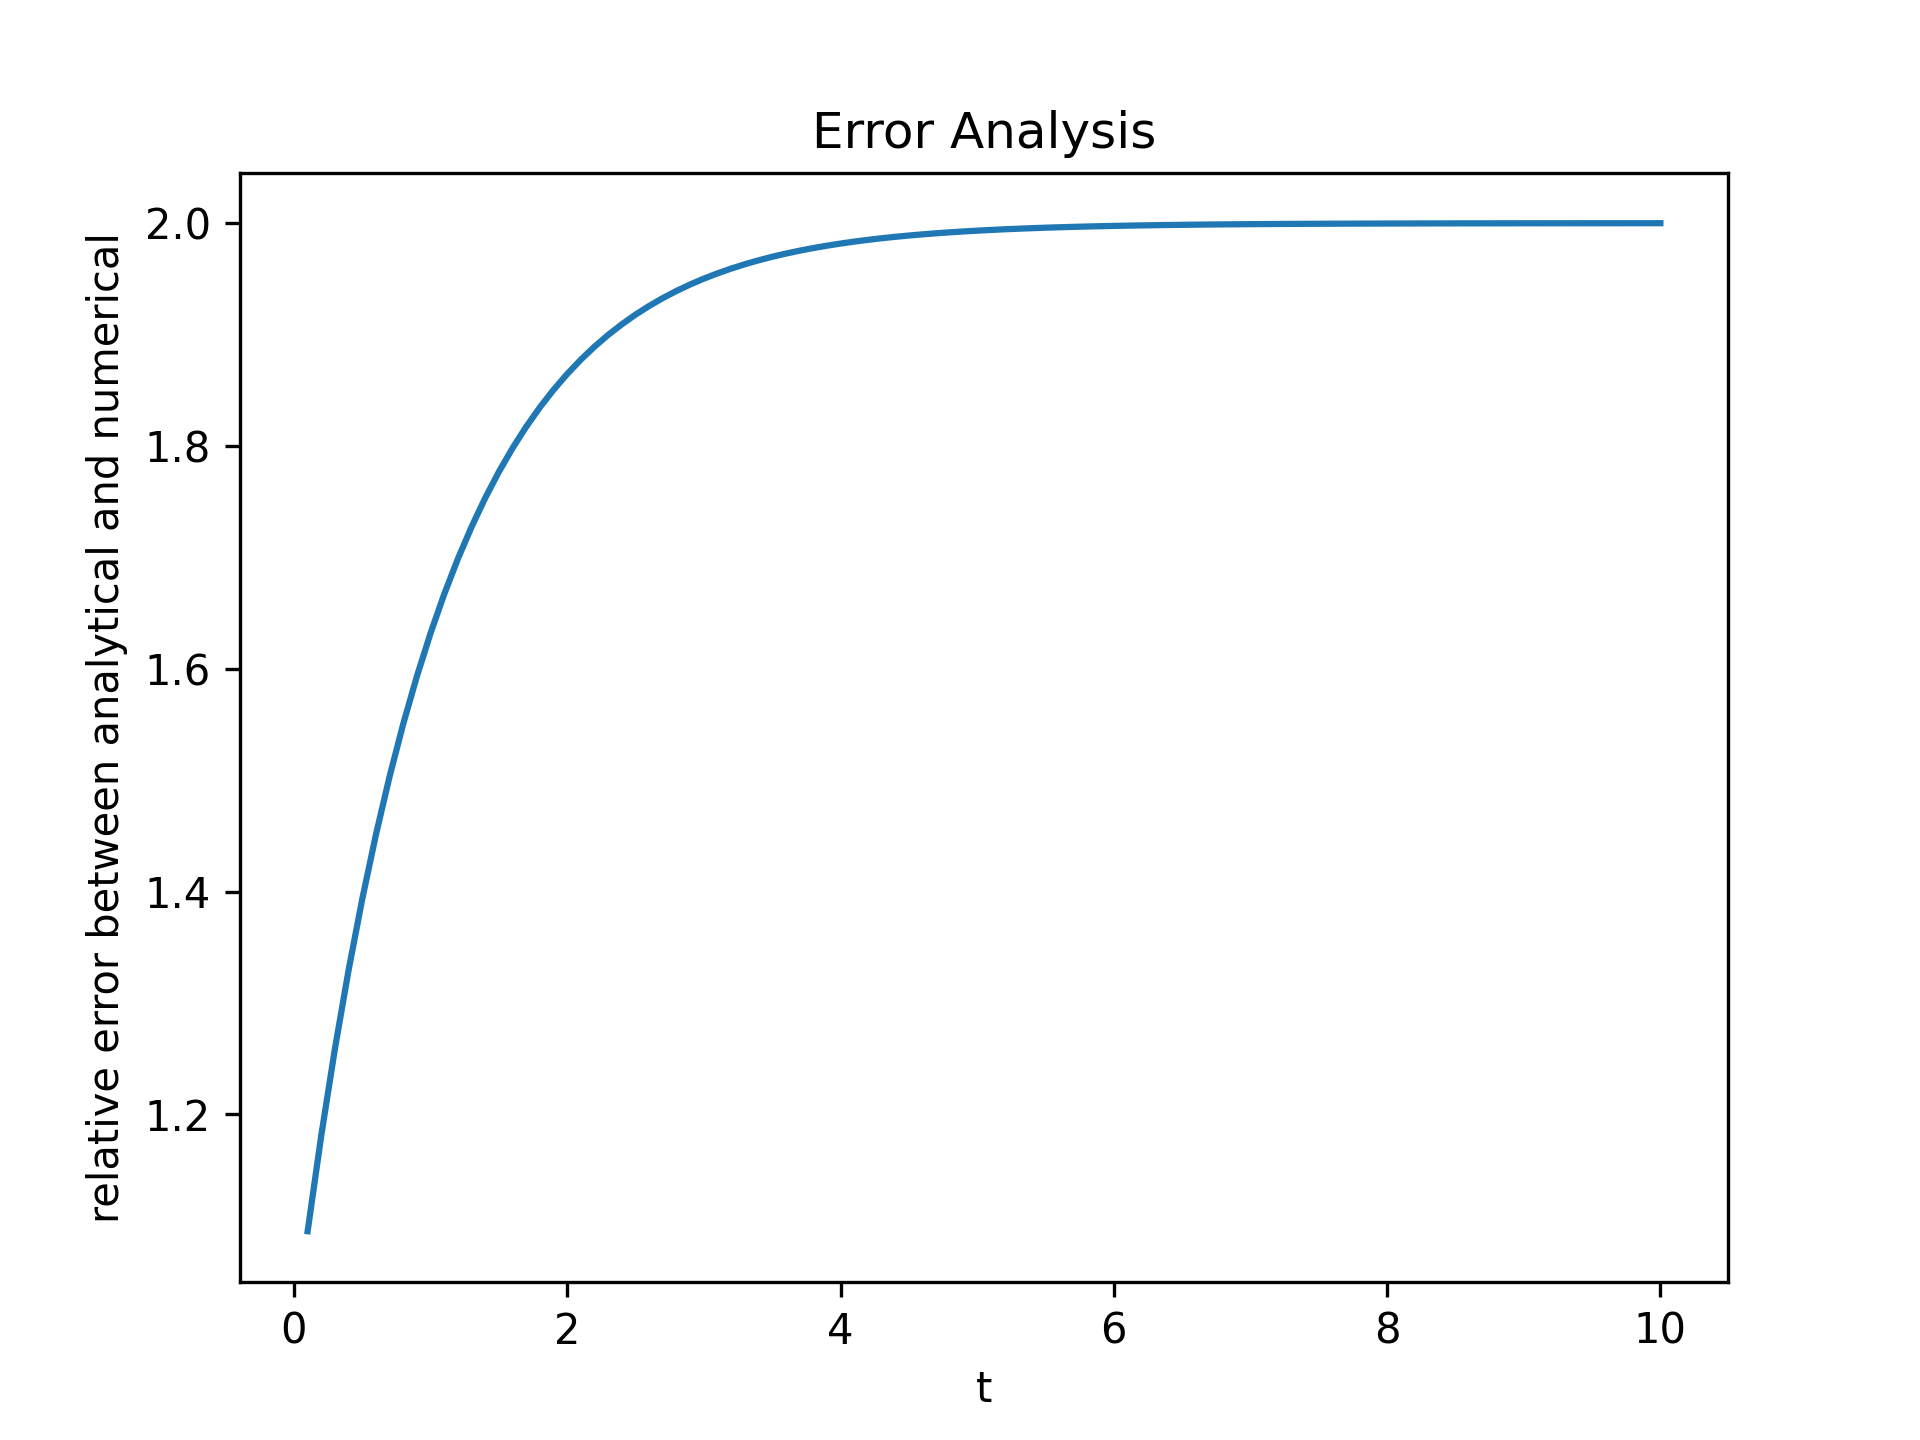 Error Analysis
relative error between analytical and numerical
2.0
1.8
1.6
1.4
1.2
0 2 4 6 8 10
t